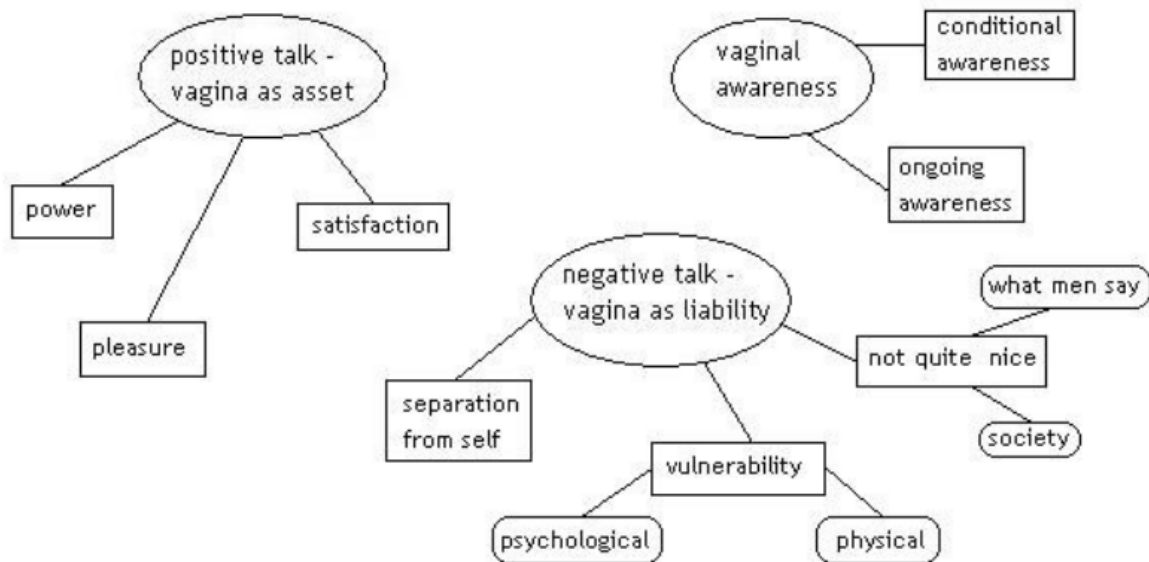 positive talk -
vagina as asset
power
pleasure
satisfaction
vaginal
awareness
conditional
awareness
ongoing
awareness
negative talk -
vagina as liability
separation
from self
vulnerability
psychological
physical
not quite nice
what men say
society